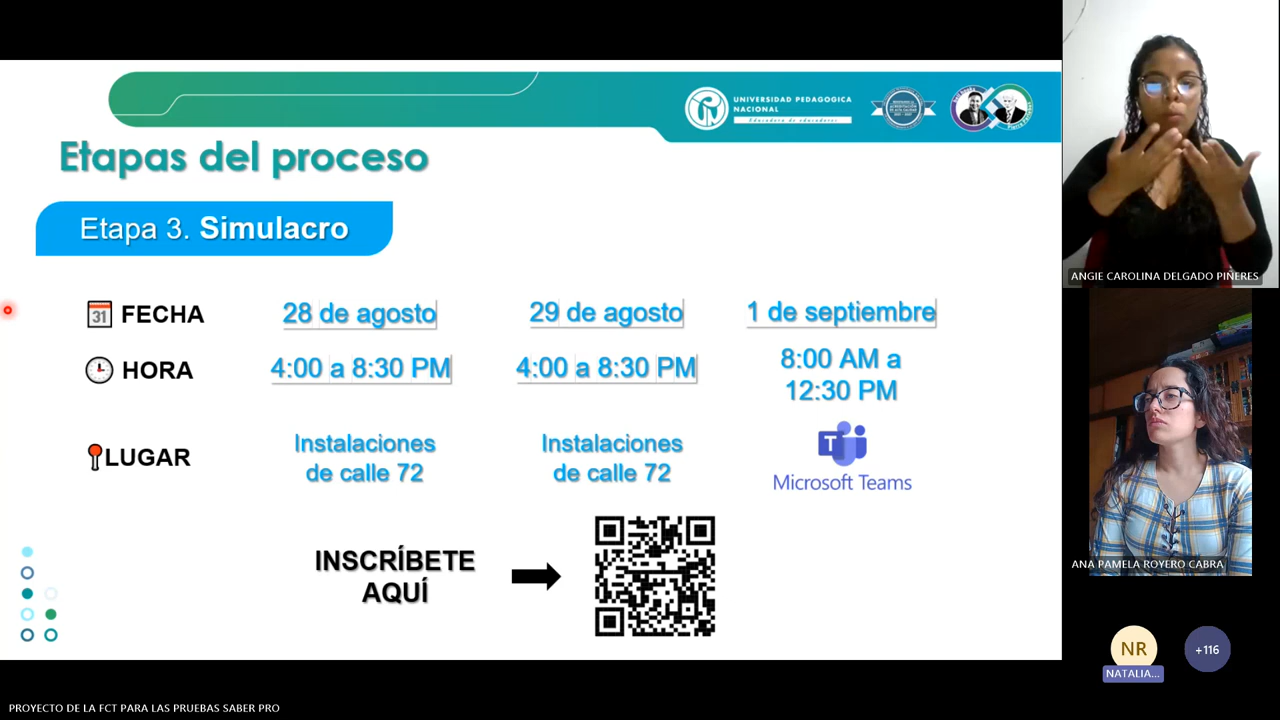 UNIVERSIDAD PEDAGOGICA
NACIONAL
Educadora de educadores
Etapas del proceso
Etapa 3. Simulacro
31 FECHA 28 de agosto 29 de agosto 1 de septiembre
HORA 4:00 a 8:30 PM 4:00 a 8:30 PM 8:00 AM a
12:30 PM
LUGAR Instalaciones Instalaciones
de calle 72 de calle 72
T
Microsoft Teams
INSCRÍBETE
AQUÍ
ANGIE CAROLINA DELGADO PIÑERES
ANA PAMELA ROYERO CABRA
NR
+116
NATALIA...
PROYECTO DE LA FCT PARA LAS PRUEBAS SABER PRO